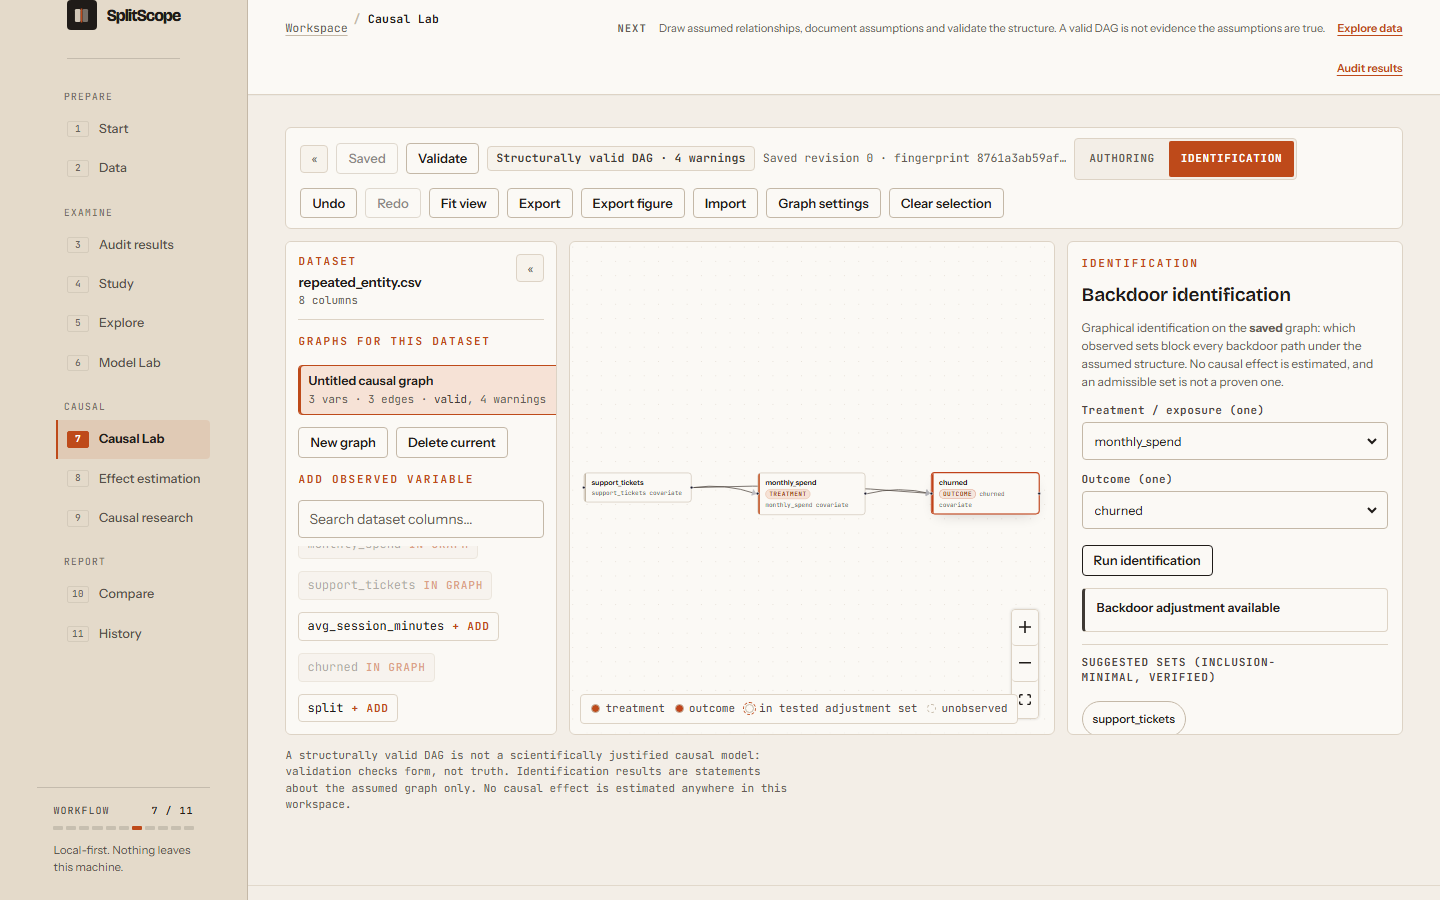 SplitScope
PREPARE
1 Start
2 Data
EXAMINE
3 Audit results
4 Study
5 Explore
6 Model Lab
CAUSAL
7 Causal Lab
8 Effect estimation
9 Causal research
REPORT
10 Compare
11 History
WORKFLOW 7 / 11
Local-first. Nothing leaves
this machine.
Workspace / Causal Lab
NEXT Draw assumed relationships, document assumptions and validate the structure. A valid DAG is not evidence the assumptions are true. Explore data
Audit results
« Saved Validate Structurally valid DAG · 4 warnings Saved revision 0 · fingerprint 8761a3ab59af… AUTHORING IDENTIFICATION
Undo Redo Fit view Export Export figure Import Graph settings Clear selection
DATASET
«
repeated_entity.csv
8 columns
GRAPHS FOR THIS DATASET
Untitled causal graph
3 vars · 3 edges · valid, 4 warnings
New graph Delete current
ADD OBSERVED VARIABLE
Search dataset columns...
monthly_spend IN GRAPH
support_tickets IN GRAPH
avg_session_minutes + ADD
churned IN GRAPH
split + ADD
support_tickets
support_tickets covariate
monthly_spend
TREATMENT
monthly_spend covariate
churned
OUTCOME churned
covariate
+
−
treatment outcome in tested adjustment set unobserved
IDENTIFICATION
Backdoor identification
Graphical identification on the saved graph: which
observed sets block every backdoor path under the
assumed structure. No causal effect is estimated, and
an admissible set is not a proven one.
Treatment / exposure (one)
monthly_spend
Outcome (one)
churned
Run identification
Backdoor adjustment available
SUGGESTED SETS (INCLUSION-
MINIMAL, VERIFIED)
support_tickets
A structurally valid DAG is not a scientifically justified causal model:
validation checks form, not truth. Identification results are statements
about the assumed graph only. No causal effect is estimated anywhere in this
workspace.